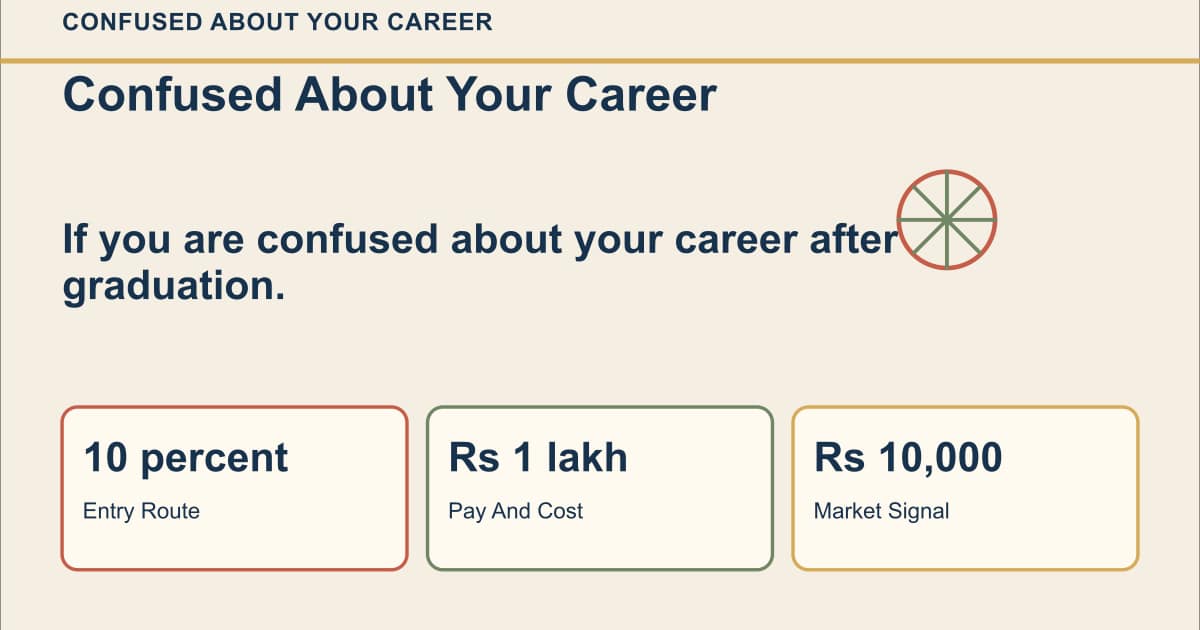 CONFUSED ABOUT YOUR CAREER
Confused About Your Career
If you are confused about your career after
graduation.
10 percent
Entry Route
Rs 1 lakh
Pay And Cost
Rs 10,000
Market Signal